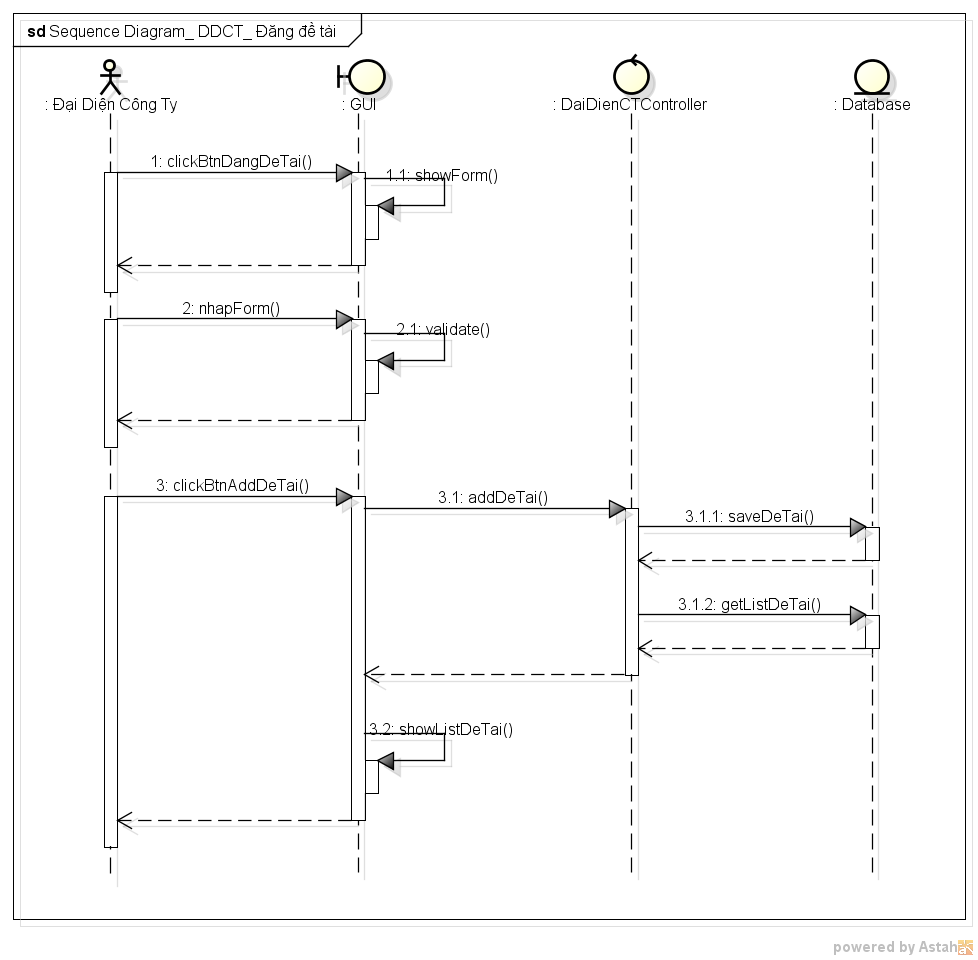 sd Sequence Diagram_ DDCT_ Đăng đề tài
: Đại Diện Công Ty
: GUI
: DaiDienCTController
: Database
1: clickBtnDangDeTai()
1.1: showForm()
2: nhapForm()
2.1: validate()
3: clickBtnAddDeTai()
3.1: addDeTai()
3.1.1: saveDeTai()
3.1.2: getListDeTai()
3.2: showListDeTai()
powered by Astah